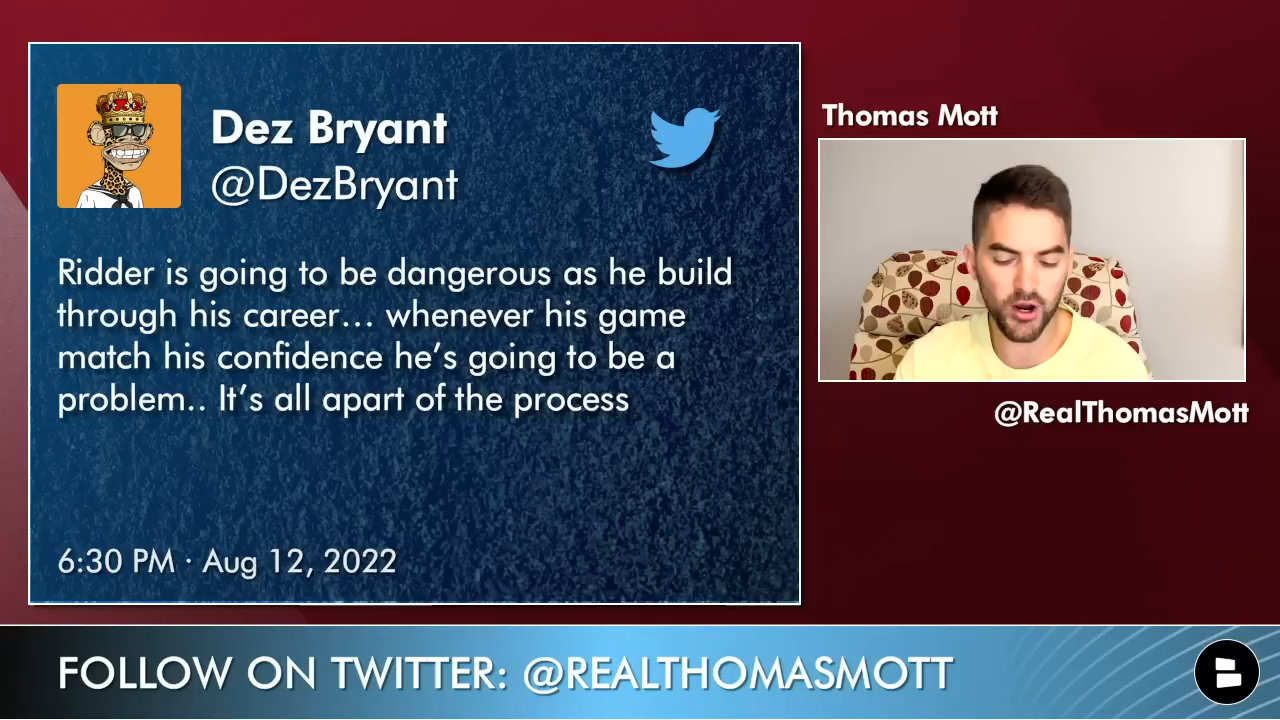 Dez Bryant
@DezBryant
Ridder is going to be dangerous as he build
through his career... whenever his game
match his confidence he's going to be a
problem.. It's all apart of the process
6:30 PM · Aug 12, 2022
Thomas Mott
@RealThomasMott
FOLLOW ON TWITTER: @REALTHOMASMOTT